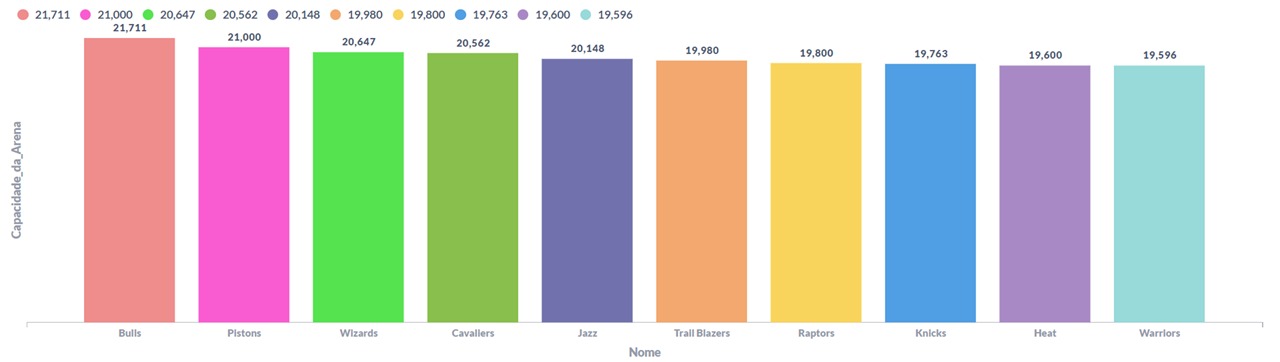 21,711 21,000 20,647 20,562 20,148 19,980 19,800 19,763 19,600 19,596
21,711 21,000 20,647 20,562 20,148 19,980 19,800 19,763 19,600 19,596
Capacidade_da_Arena
Bulls Pistons Wizards Cavaliers Jazz Trail Blazers Raptors Knicks Heat Warriors
Nome